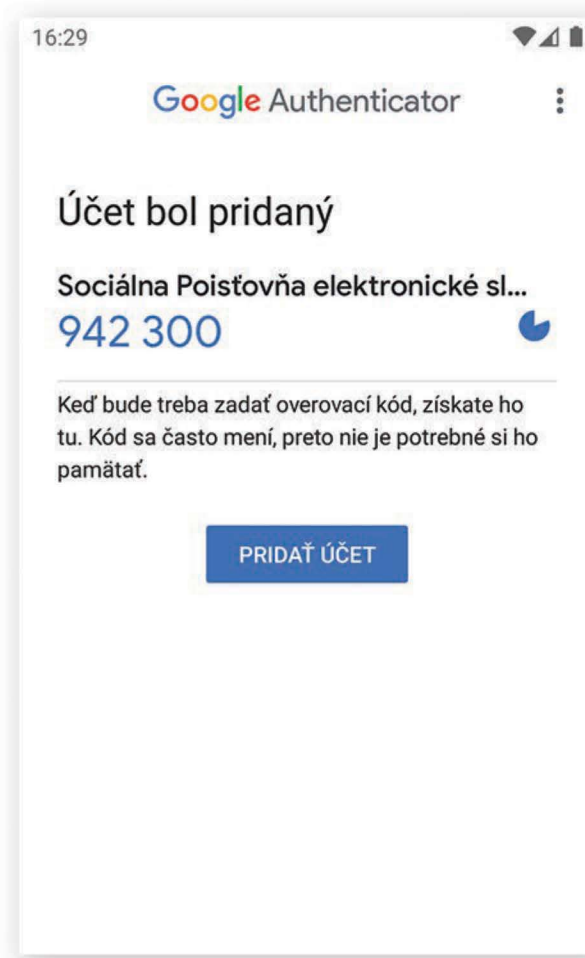 16:29
Google Authenticator
Účet bol pridaný
Sociálna Poisťovňa elektronické sl...
942 300
Keď bude treba zadať overovací kód, získate ho
tu. Kód sa často mení, preto nie je potrebné si ho
pamätať.
PRIDAŤ ÚČET